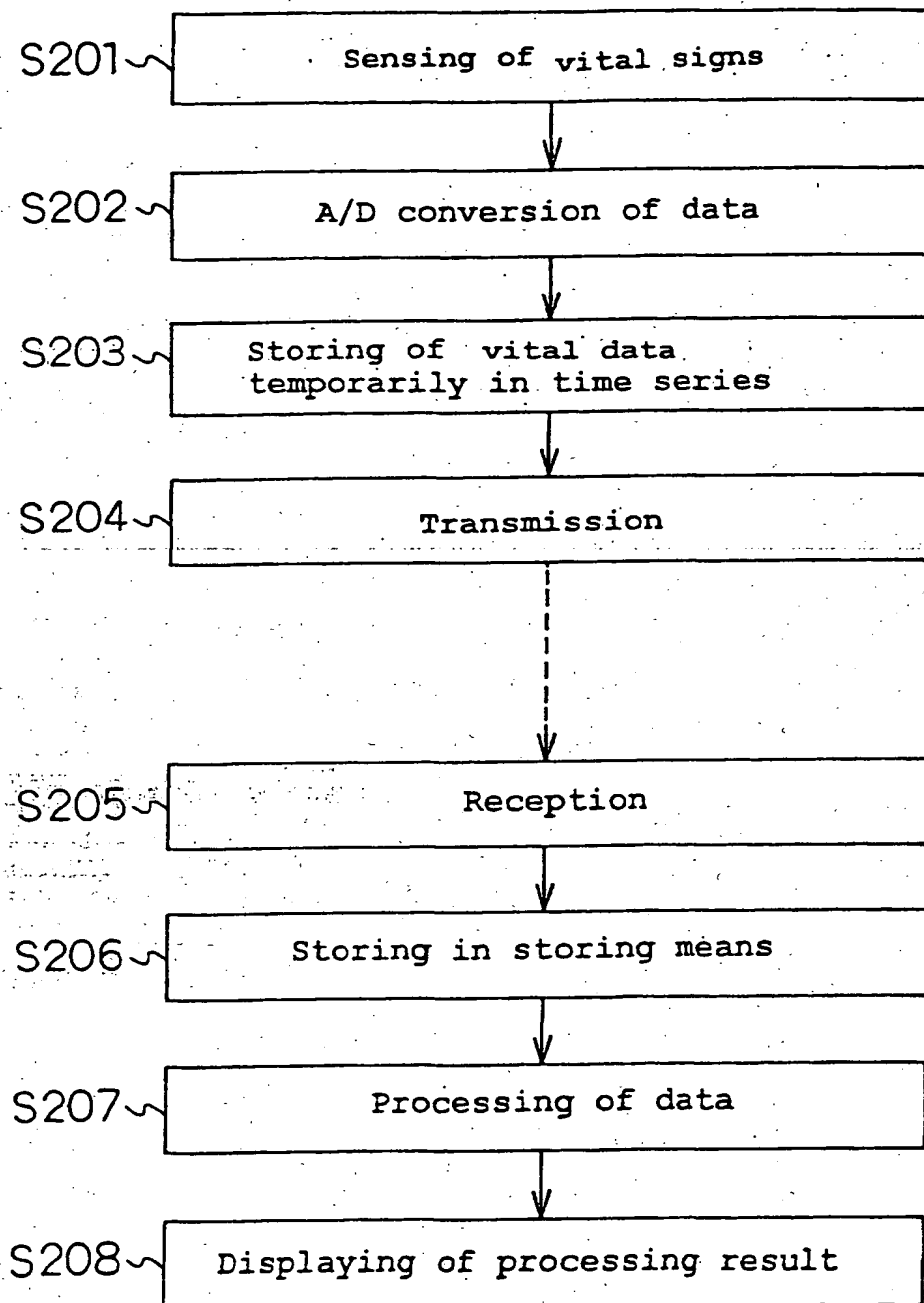 S201 Sensing of vital signs
S202 A/D conversion of data
S203 Storing of vital data
temporarily in time series
S204 Transmission
S205 Reception
S206 Storing in storing means
S207 Processing of data
S208 Displaying of processing result